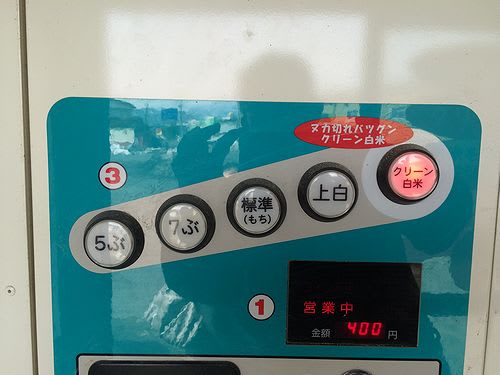 ヌカ切れバツグン
クリーン白米
クリーン
白米
上白
標準
(もち)
7ぶ
5ぶ
3
1
営業中
金額 400 円